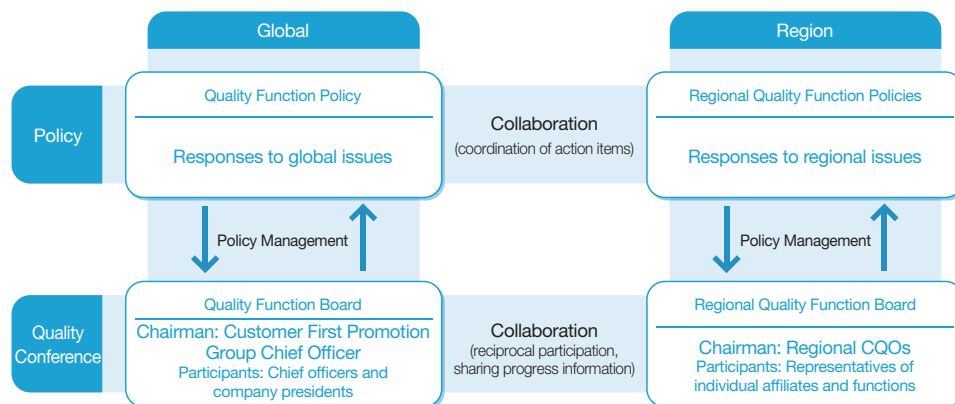 Global
Region
Policy
Quality Function Policy
Responses to global issues
Collaboration
(coordination of action items)
Regional Quality Function Policies
Responses to regional issues
Policy Management
Policy Management
Quality
Conference
Quality Function Board
Chairman: Customer First Promotion
Group Chief Officer
Participants: Chief officers and
company presidents
Collaboration
(reciprocal participation,
sharing progress information)
Regional Quality Function Board
Chairman: Regional CQOs
Participants: Representatives of
individual affiliates and functions